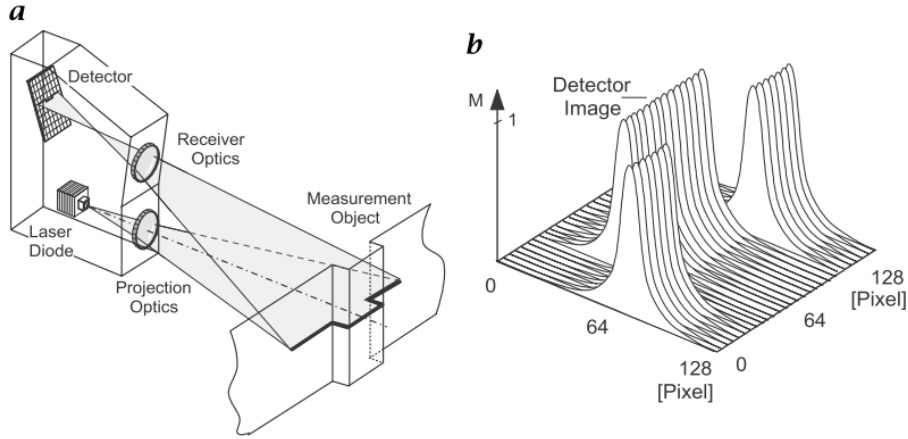 a
Detector
Receiver
Optics
Measurement
Object
Laser
Diode
Projection
Optics
b
M
1
Detector
Image
0
64
128
[Pixel]
0
64
128
[Pixel]